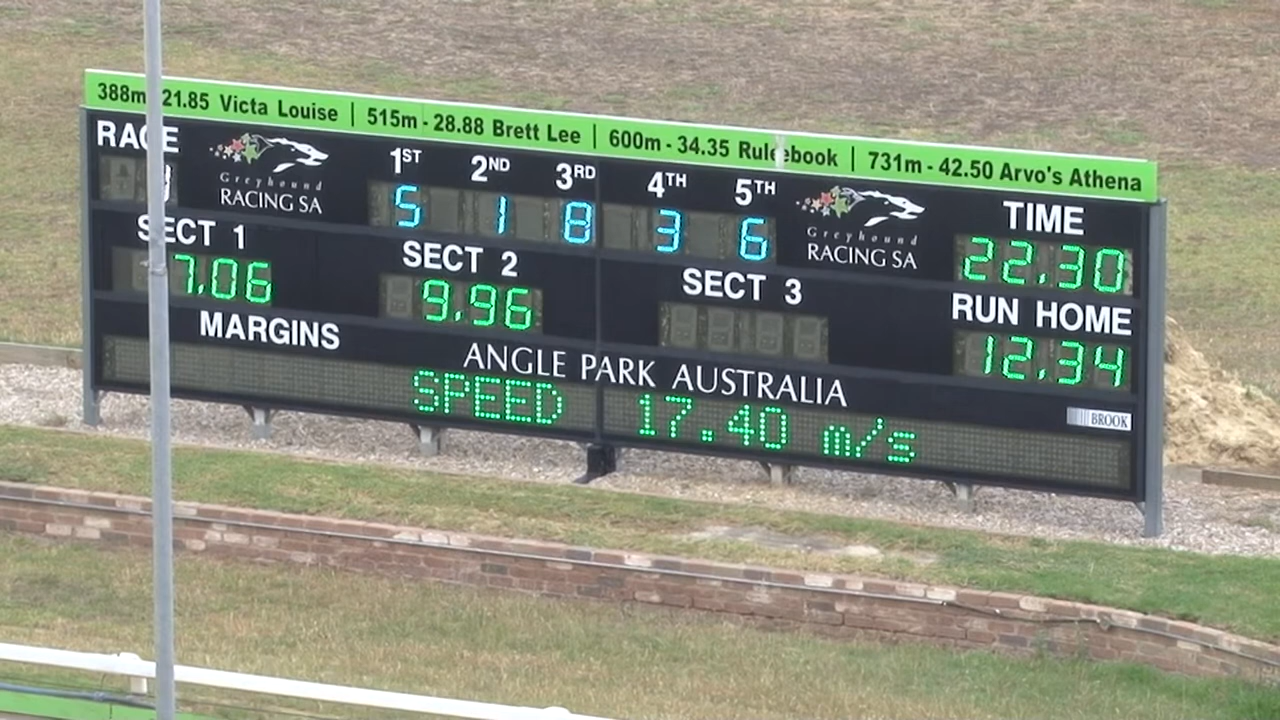 388m 21.85 Victa Louise | 515m - 28.88 Brett Lee | 600m - 34.35 Rulebook | 731m - 42.50 Arvo's Athena
RACE
Greyhound
RACING SA
1ST 2ND 3RD 4TH 5TH
5 1 8 3 6
Greyhound
RACING SA
TIME
22.30
SECT 1
7.06
SECT 2
9.96
SECT 3
RUN HOME
12.34
MARGINS
ANGLE PARK AUSTRALIA
SPEED 17.40 m/s
BROOK